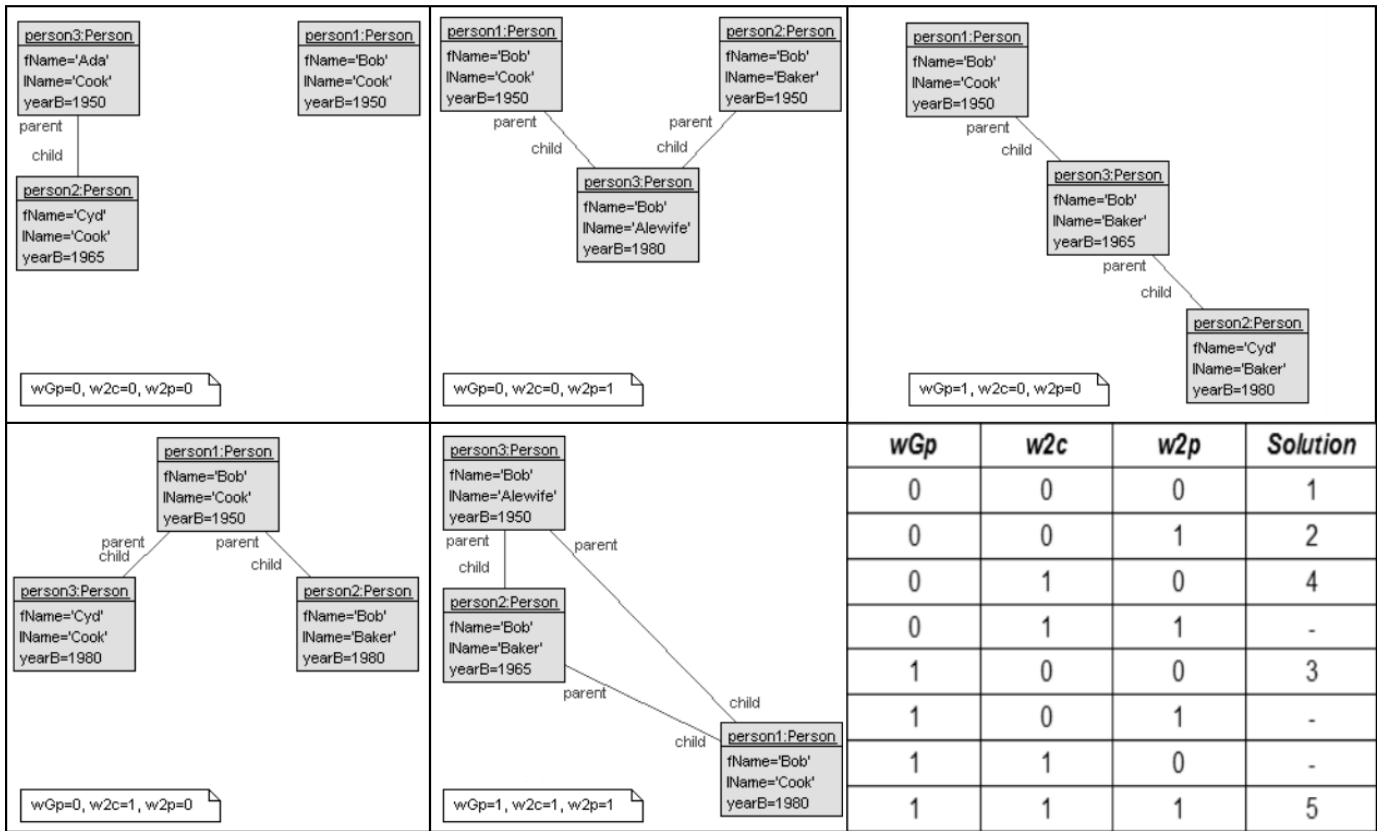 person3:Person
fName='Ada'
lName='Cook'
yearB=1950
person1:Person
fName='Bob'
lName='Cook'
yearB=1950
parent
child
person2:Person
fName='Cyd'
lName='Cook'
yearB=1965
wGp=0, w2c=0, w2p=0
person1:Person
fName='Bob'
lName='Cook'
yearB=1950
person2:Person
fName='Bob'
lName='Baker'
yearB=1950
parent
parent
child
child
person3:Person
fName='Bob'
lName='Alewife'
yearB=1980
wGp=0, w2c=0, w2p=1
person1:Person
fName='Bob'
lName='Cook'
yearB=1950
parent
child
person3:Person
fName='Bob'
lName='Baker'
yearB=1965
parent
child
person2:Person
fName='Cyd'
lName='Baker'
yearB=1980
wGp=1, w2c=0, w2p=0
person1:Person
fName='Bob'
lName='Cook'
yearB=1950
parent
parent
child
child
person3:Person
fName='Cyd'
lName='Cook'
yearB=1980
person2:Person
fName='Bob'
lName='Baker'
yearB=1980
wGp=0, w2c=1, w2p=0
person3:Person
fName='Bob'
lName='Alewife'
yearB=1950
parent
parent
child
person2:Person
fName='Bob'
lName='Baker'
yearB=1965
parent
child
child
person1:Person
fName='Bob'
lName='Cook'
yearB=1980
wGp=1, w2c=1, w2p=1
wGp w2c w2p Solution
0 0 0 1
0 0 1 2
0 1 0 4
0 1 1 -
1 0 0 3
1 0 1 -
1 1 0 -
1 1 1 5